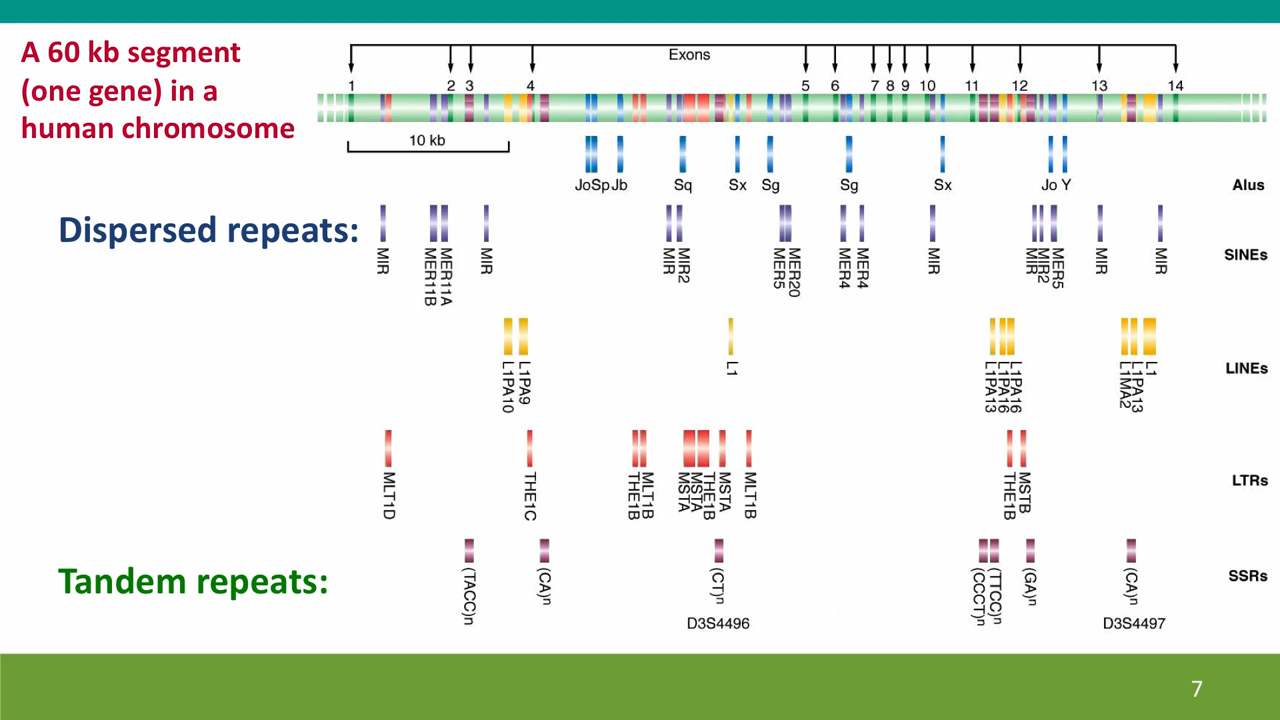 A 60 kb segment
(one gene) in a
human chromosome
Exons
1 2 3 4 5 6 7 8 9 10 11 12 13 14
10 kb
Jo Sp Jb Sq Sx Sg Sg Sx Jo Y Alus
Dispersed repeats:
MIR MER11B MER11A MIR MIR MIR2 MER5 MER20 MER4 MER4 MIR MIR MIR2 MER5 MIR MIR SINEs
L1PA10 L1PA9 L1 L1PA13 L1PA16 L1PA16 L1MA2 L1PA13 L1 LINEs
MLT1D THE1C THE1B MLT1B MSTA MSTA THE1B MSTA MLT1B THE1B MSTB LTRs
Tandem repeats:
(TACC)n (CA)n (CT)n (CCCT)n (TTCC)n (GA)n (CA)n SSRs
D3S4496 D3S4497
7